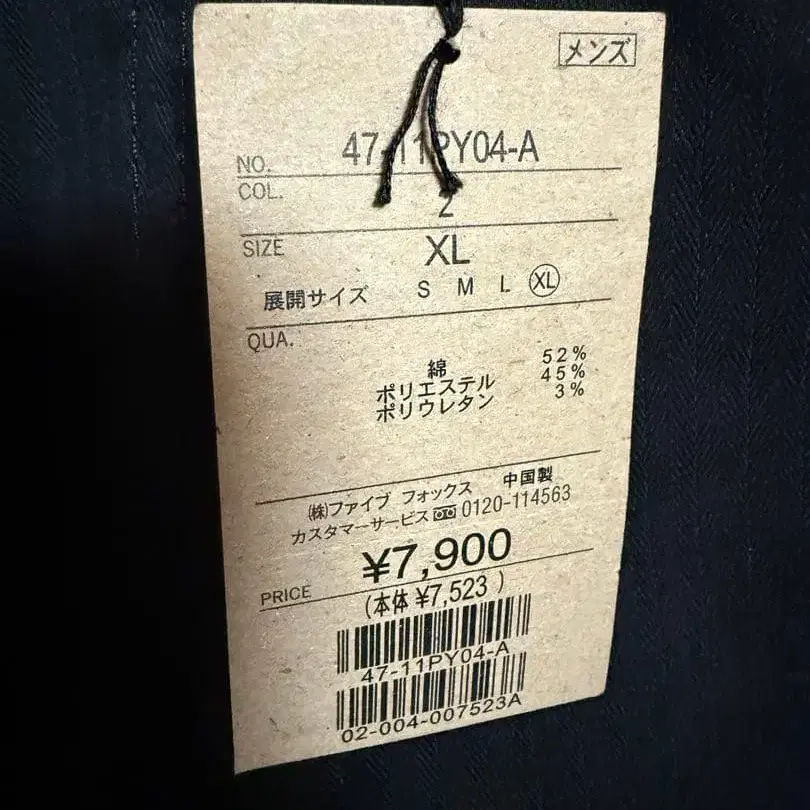 メンズ
NO. 47-11PY04-A
COL. 2
SIZE XL
展開サイズ S M L XL
QUA.
綿 52%
ポリエステル 45%
ポリウレタン 3%
㈱ファイブ フォックス 中国製
カスタマーサービス 0120-114563
¥7,900
PRICE (本体 ¥7,523)
47-11PY04-A
02-004-007523A